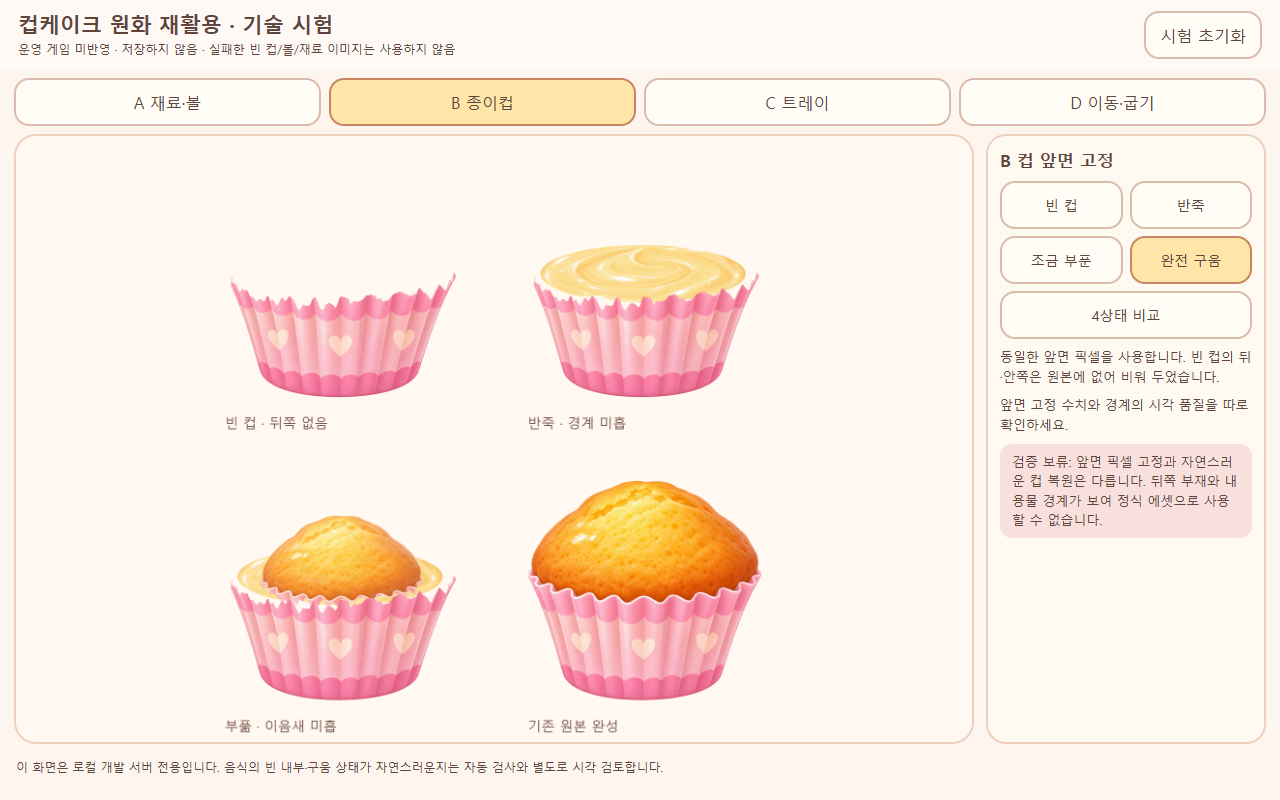 컵케이크 원화 재활용 · 기술 시험
운영 게임 미반영 · 저장하지 않음 · 실패한 빈 컵/볼/재료 이미지는 사용하지 않음
시험 초기화
A 재료·볼
B 종이컵
C 트레이
D 이동·굽기
빈 컵 · 뒤쪽 없음
반죽 · 경계 미흡
부풂 · 이음새 미흡
기존 원본 완성
B 컵 앞면 고정
빈 컵
반죽
조금 부푼
완전 구움
4상태 비교
동일한 앞면 픽셀을 사용합니다. 빈 컵의 뒤
·안쪽은 원본에 없어 비워 두었습니다.
앞면 고정 수치와 경계의 시각 품질을 따로
확인하세요.
검증 보류: 앞면 픽셀 고정과 자연스러
운 컵 복원은 다릅니다. 뒤쪽 부재와 내
용물 경계가 보여 정식 에셋으로 사용
할 수 없습니다.
이 화면은 로컬 개발 서버 전용입니다. 음식의 빈 내부·구움 상태가 자연스러운지는 자동 검사와 별도로 시각 검토합니다.